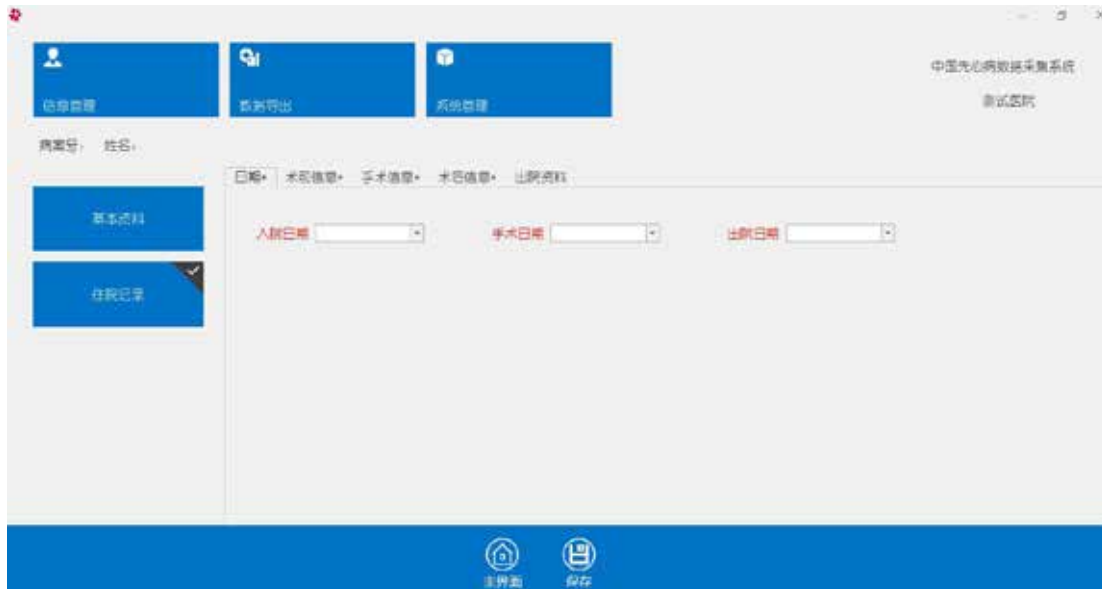 中国先心病数据采集系统
测试医院
信息管理
数据导出
系统管理
病案号: 姓名:
日期* 术前信息* 手术信息* 术后信息* 出院资料
基本资料
住院记录
入院日期 手术日期 出院日期
主界面 保存